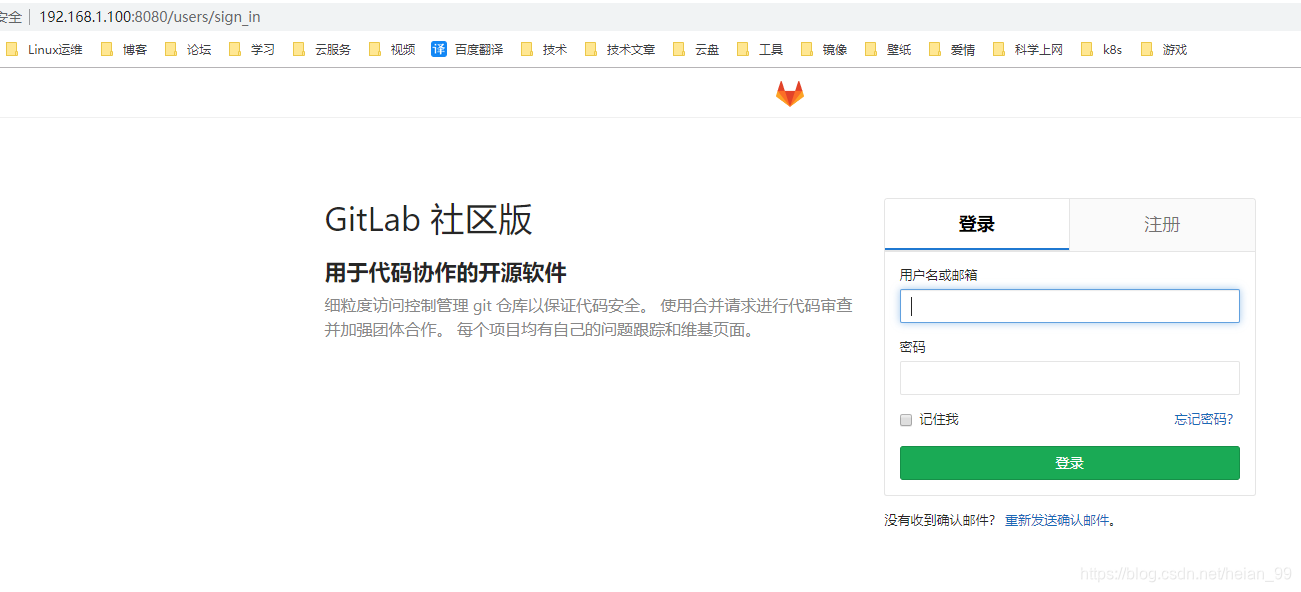 安全 | 192.168.1.100:8080/users/sign_in
Linux运维 博客 论坛 学习 云服务 视频 译 百度翻译 技术 技术文章 云盘 工具 镜像 壁纸 爱情 科学上网 k8s 游戏
GitLab 社区版
用于代码协作的开源软件
细粒度访问控制管理 git 仓库以保证代码安全。 使用合并请求进行代码审查
并加强团体合作。 每个项目均有自己的问题跟踪和维基页面。
登录 注册
用户名或邮箱
密码
记住我 忘记密码?
登录
没有收到确认邮件? 重新发送确认邮件。
https://blog.csdn.net/heian_99